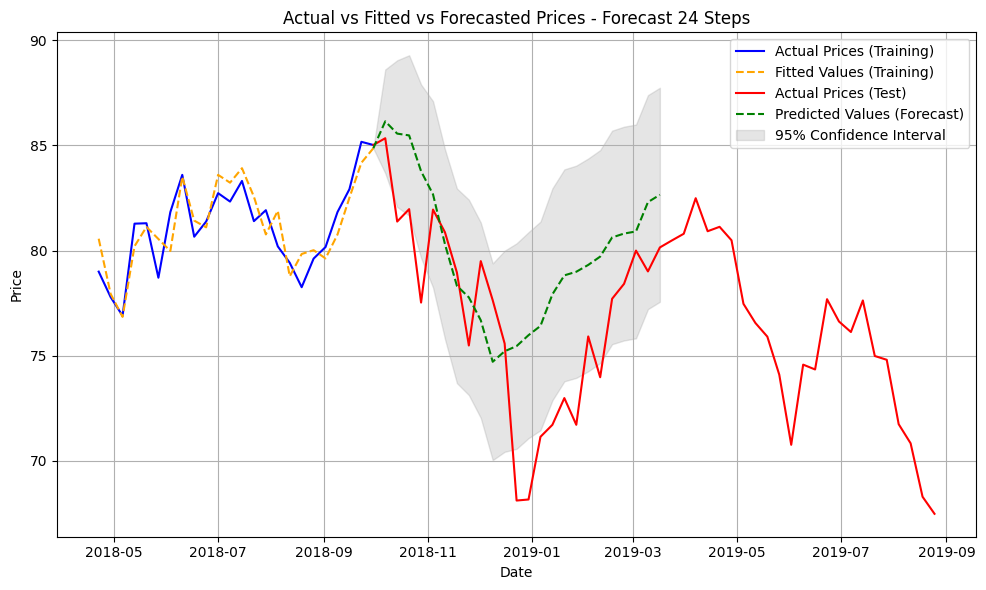 Actual vs Fitted vs Forecasted Prices - Forecast 24 Steps
Actual Prices (Training)
Fitted Values (Training)
Actual Prices (Test)
Predicted Values (Forecast)
95% Confidence Interval
Price
90
85
80
75
70
2018-05 2018-07 2018-09 2018-11 2019-01 2019-03 2019-05 2019-07 2019-09
Date